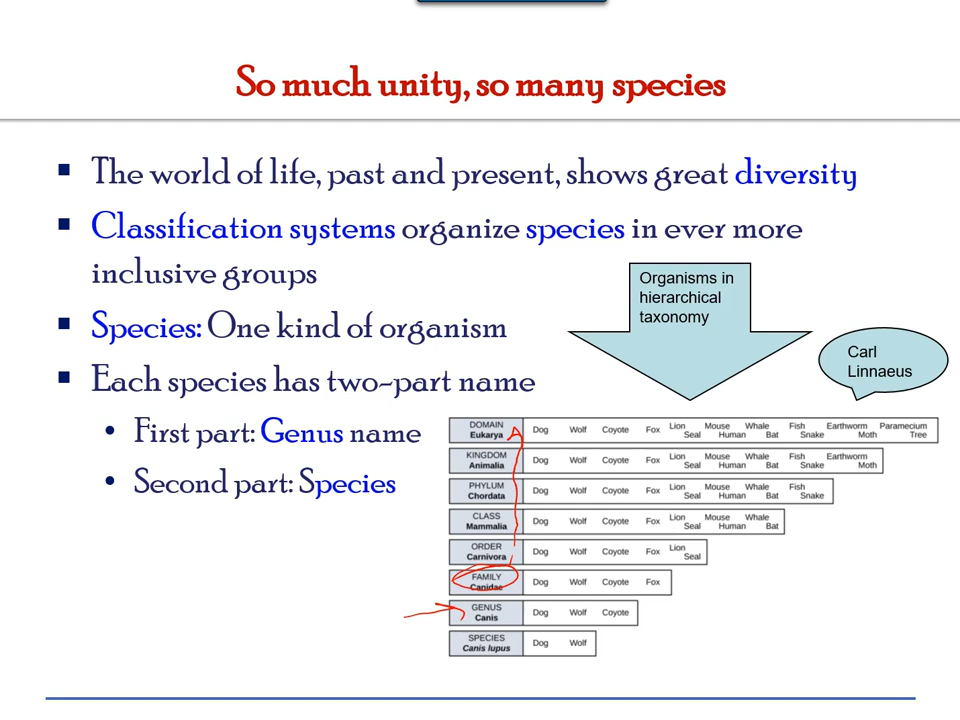 So much unity, so many species
▪ The world of life, past and present, shows great diversity
▪ Classification systems organize species in ever more
inclusive groups
▪ Species: One kind of organism
▪ Each species has two-part name
• First part: Genus name
• Second part: Species
Organisms in
hierarchical
taxonomy
Carl
Linnaeus
DOMAIN
Eukarya
Dog Wolf Coyote Fox Lion Mouse Whale Fish Earthworm Paramecium
Seal Human Bat Snake Moth Tree
KINGDOM
Animalia
Dog Wolf Coyote Fox Lion Mouse Whale Fish Earthworm
Seal Human Bat Snake Moth
PHYLUM
Chordata
Dog Wolf Coyote Fox Lion Mouse Whale Fish
Seal Human Bat Snake
CLASS
Mammalia
Dog Wolf Coyote Fox Lion Mouse Whale
Seal Human Bat
ORDER
Carnivora
Dog Wolf Coyote Fox Lion
Seal
FAMILY
Canidae
Dog Wolf Coyote Fox
GENUS
Canis
Dog Wolf Coyote
SPECIES
Canis lupus
Dog Wolf